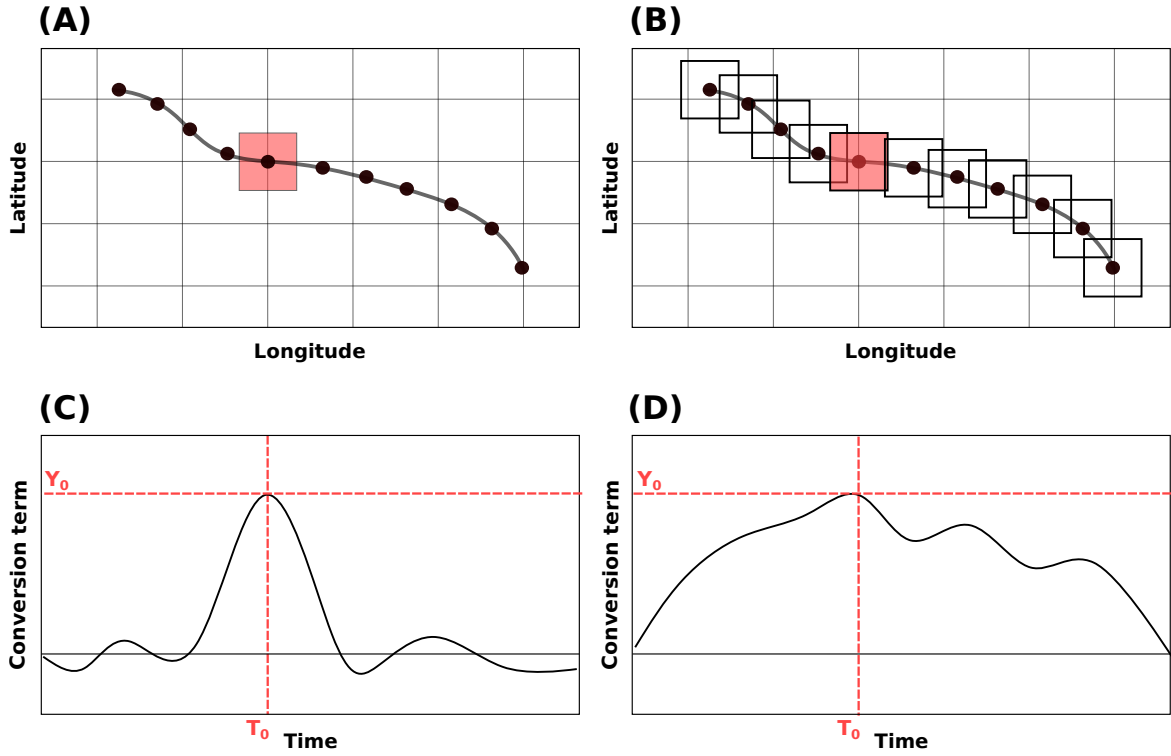 (A)
(B)
Latitude
Longitude
Latitude
Longitude
(C)
(D)
Conversion term
Y₀
T₀
Time
Conversion term
Y₀
T₀
Time